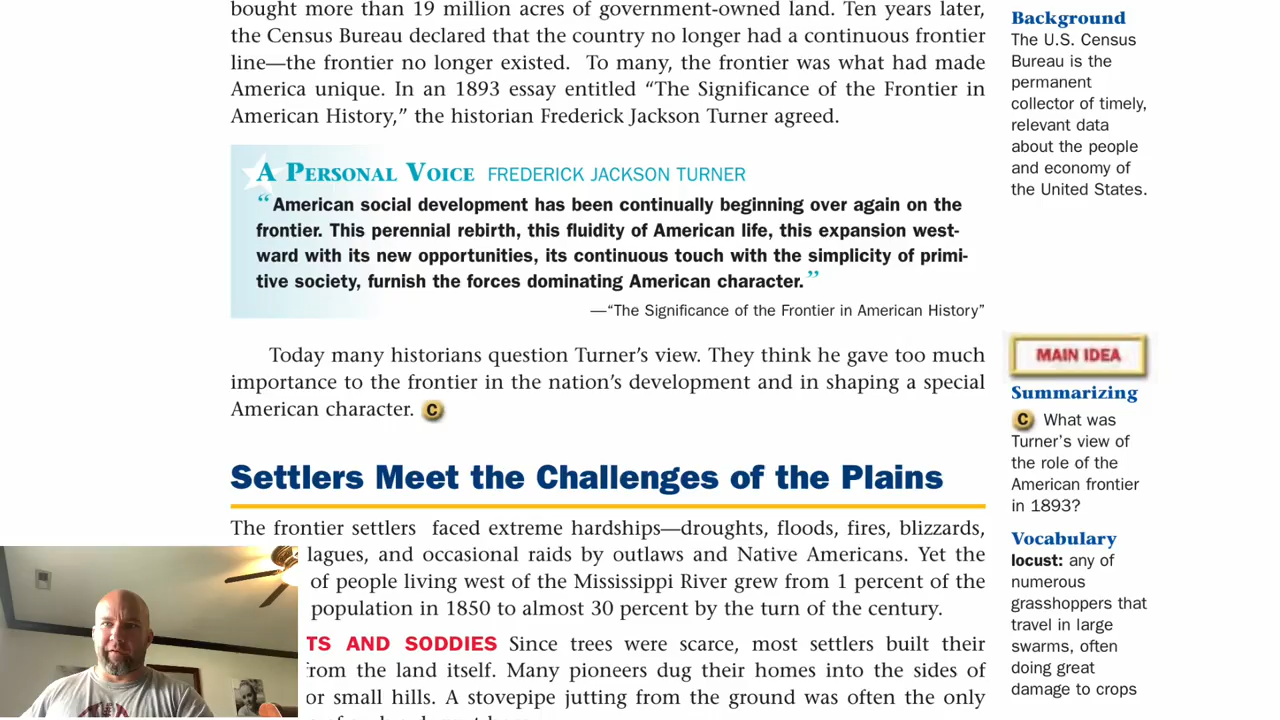 bought more than 19 million acres of government-owned land. Ten years later,
the Census Bureau declared that the country no longer had a continuous frontier
line—the frontier no longer existed. To many, the frontier was what had made
America unique. In an 1893 essay entitled “The Significance of the Frontier in
American History,” the historian Frederick Jackson Turner agreed.
A PERSONAL VOICE FREDERICK JACKSON TURNER
“American social development has been continually beginning over again on the
frontier. This perennial rebirth, this fluidity of American life, this expansion west-
ward with its new opportunities, its continuous touch with the simplicity of primi-
tive society, furnish the forces dominating American character.”
—“The Significance of the Frontier in American History”
Today many historians question Turner’s view. They think he gave too much
importance to the frontier in the nation’s development and in shaping a special
American character. C
Settlers Meet the Challenges of the Plains
The frontier settlers faced extreme hardships—droughts, floods, fires, blizzards,
lagues, and occasional raids by outlaws and Native Americans. Yet the
of people living west of the Mississippi River grew from 1 percent of the
population in 1850 to almost 30 percent by the turn of the century.
TS AND SODDIES Since trees were scarce, most settlers built their
from the land itself. Many pioneers dug their homes into the sides of
or small hills. A stovepipe jutting from the ground was often the only
Background
The U.S. Census
Bureau is the
permanent
collector of timely,
relevant data
about the people
and economy of
the United States.
MAIN IDEA
Summarizing
C What was
Turner’s view of
the role of the
American frontier
in 1893?
Vocabulary
locust: any of
numerous
grasshoppers that
travel in large
swarms, often
doing great
damage to crops